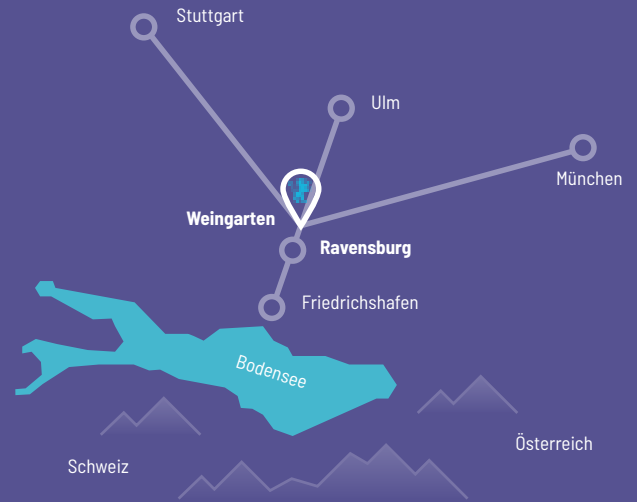 Stuttgart
Ulm
München
Weingarten
Ravensburg
Friedrichshafen
Bodensee
Österreich
Schweiz